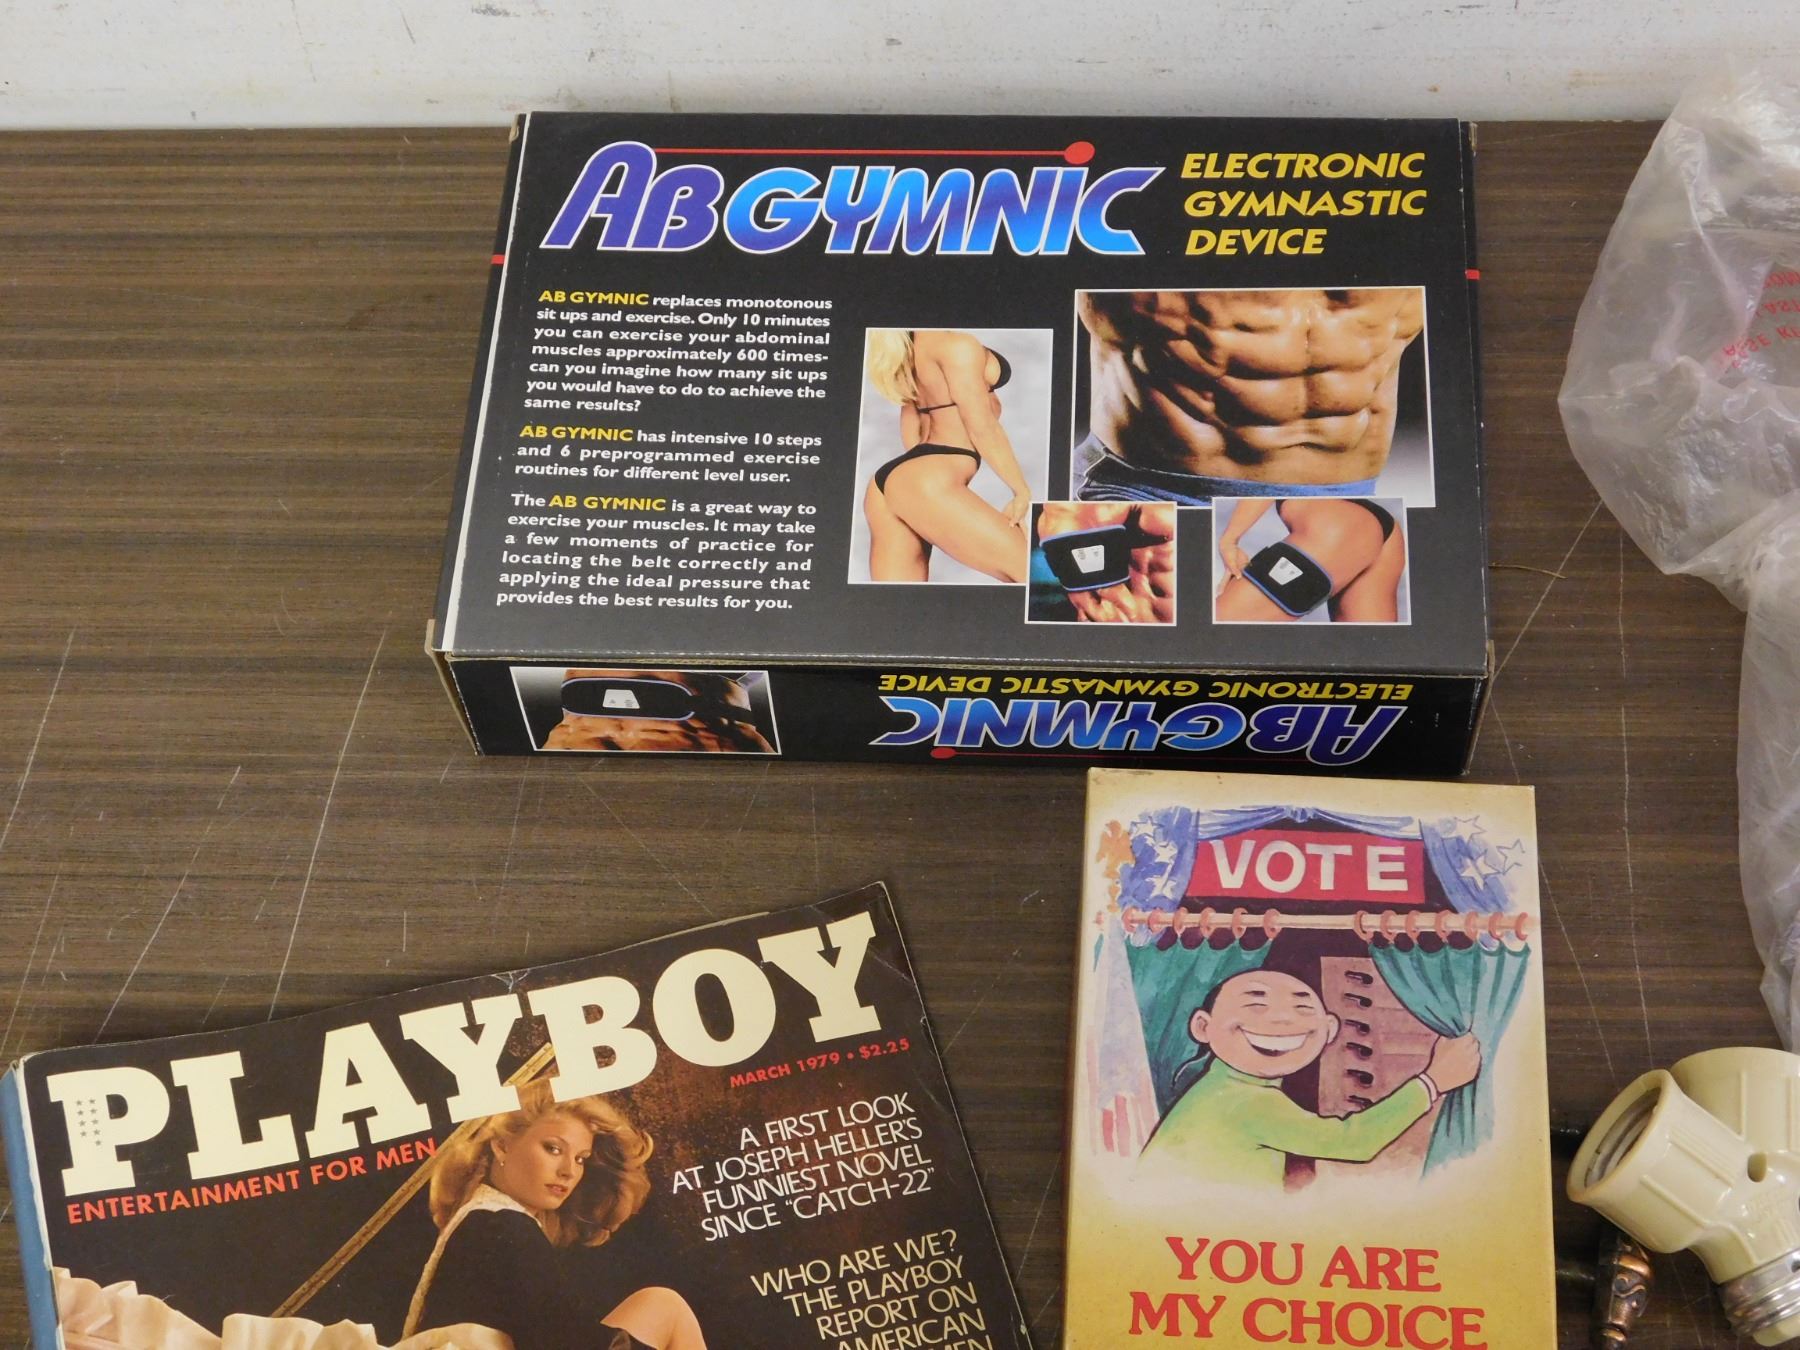 ABGYMNIC
ELECTRONIC
GYMNASTIC
DEVICE
AB GYMNIC replaces monotonous
sit ups and exercise. Only 10 minutes
you can exercise your abdominal
muscles approximately 600 times-
can you imagine how many sit ups
you would have to do to achieve the
same results?
AB GYMNIC has intensive 10 steps
and 6 preprogrammed exercise
routines for different level user.
The AB GYMNIC is a great way to
exercise your muscles. It may take
a few moments of practice for
locating the belt correctly and
applying the ideal pressure that
provides the best results for you.
ABGYMNIC
ELECTRONIC GYMNASTIC DEVICE
PLAYBOY
ENTERTAINMENT FOR MEN
MARCH 1979 • $2.25
A FIRST LOOK
AT JOSEPH HELLER'S
FUNNIEST NOVEL
SINCE "CATCH-22"
WHO ARE WE?
THE PLAYBOY
REPORT ON
AMERICAN
MEN
VOTE
YOU ARE
MY CHOICE